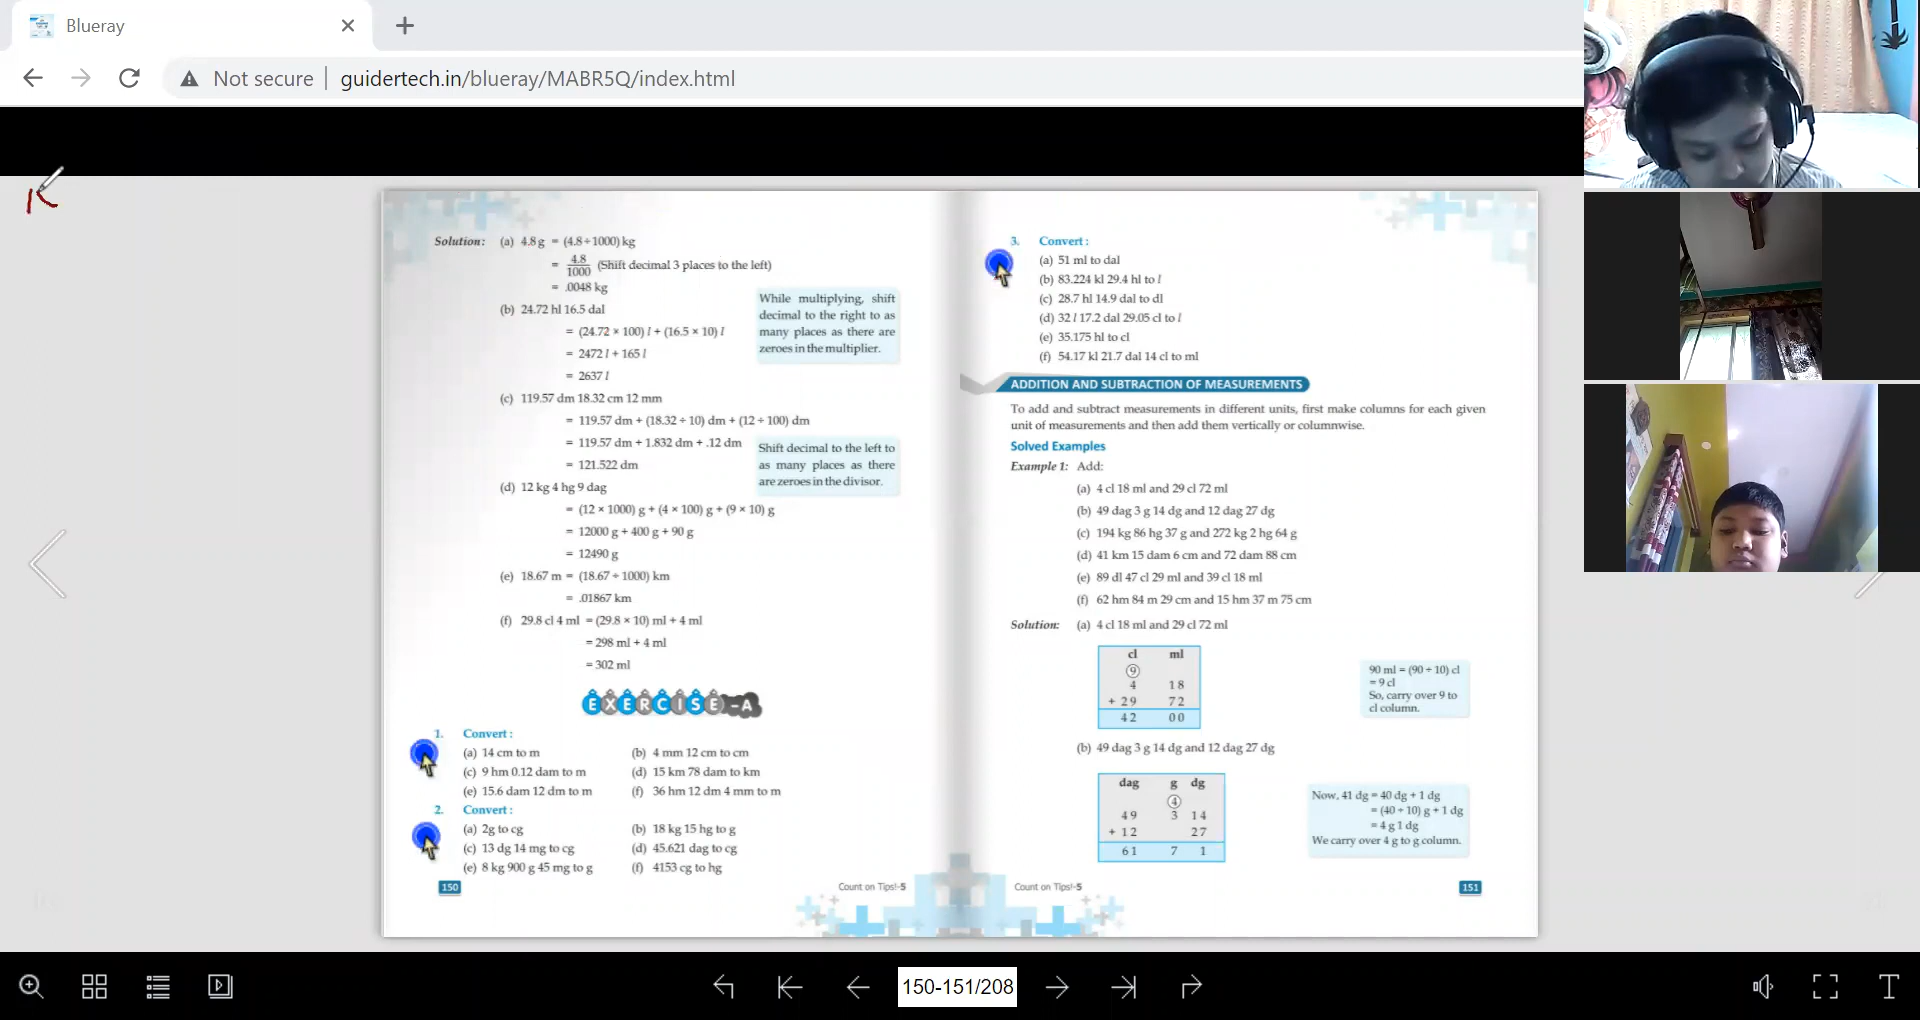 Blueray
Not secure
guidertech.in/blueray/MABR5Q/index.html
K
Solution: (a) 4.8 g = (4.8÷1000) kg
= 4.8/1000 (Shift decimal 3 places to the left)
= .0048 kg
(b) 24.72 hl 16.5 dal
= (24.72 × 100) l + (16.5 × 10) l
= 2472 l + 165 l
= 2637 l
While multiplying, shift
decimal to the right to as
many places as there are
zeroes in the multiplier.
(c) 119.57 dm 18.32 cm 12 mm
= 119.57 dm + (18.32 ÷ 10) dm + (12 ÷ 100) dm
= 119.57 dm + 1.832 dm + .12 dm
= 121.522 dm
Shift decimal to the left to
as many places as there
are zeroes in the divisor.
(d) 12 kg 4 hg 9 dag
= (12 × 1000) g + (4 × 100) g + (9 × 10) g
= 12000 g + 400 g + 90 g
= 12490 g
(e) 18.67 m = (18.67 ÷ 1000) km
= .01867 km
(f) 29.8 cl 4 ml = (29.8 × 10) ml + 4 ml
= 298 ml + 4 ml
= 302 ml
EXERCISE-A
1. Convert :
(a) 14 cm to m (b) 4 mm 12 cm to cm
(c) 9 hm 0.12 dam to m (d) 15 km 78 dam to km
(e) 15.6 dam 12 dm to m (f) 36 hm 12 dm 4 mm to m
2. Convert :
(a) 2g to cg (b) 18 kg 15 hg to g
(c) 13 dg 14 mg to cg (d) 45.621 dag to cg
(e) 8 kg 900 g 45 mg to g (f) 4153 cg to hg
150
Count on Tips!-5
3. Convert :
(a) 51 ml to dal
(b) 83.224 kl 29.4 hl to l
(c) 28.7 hl 14.9 dal to dl
(d) 32 l 17.2 dal 29.05 cl to l
(e) 35.175 hl to cl
(f) 54.17 kl 21.7 dal 14 cl to ml
ADDITION AND SUBTRACTION OF MEASUREMENTS
To add and subtract measurements in different units, first make columns for each given
unit of measurements and then add them vertically or columnwise.
Solved Examples
Example 1: Add:
(a) 4 cl 18 ml and 29 cl 72 ml
(b) 49 dag 3 g 14 dg and 12 dag 27 dg
(c) 194 kg 86 hg 37 g and 272 kg 2 hg 64 g
(d) 41 km 15 dam 6 cm and 72 dam 88 cm
(e) 89 dl 47 cl 29 ml and 39 cl 18 ml
(f) 62 hm 84 m 29 cm and 15 hm 37 m 75 cm
Solution: (a) 4 cl 18 ml and 29 cl 72 ml
cl ml
9
4 18
+ 29 72
42 00
90 ml = (90 ÷ 10) cl
= 9 cl
So, carry over 9 to
cl column.
(b) 49 dag 3 g 14 dg and 12 dag 27 dg
dag g dg
4
49 3 14
+ 12 27
61 7 1
Now, 41 dg = 40 dg + 1 dg
= (40 ÷ 10) g + 1 dg
= 4 g 1 dg
We carry over 4 g to g column.
Count on Tips!-5
151
150-151/208
T